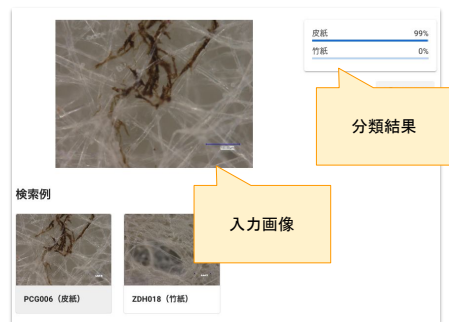 皮紙 99%
竹紙 0%
分類結果
入力画像
検索例
PCG006（皮紙）
ZDH018（竹紙）